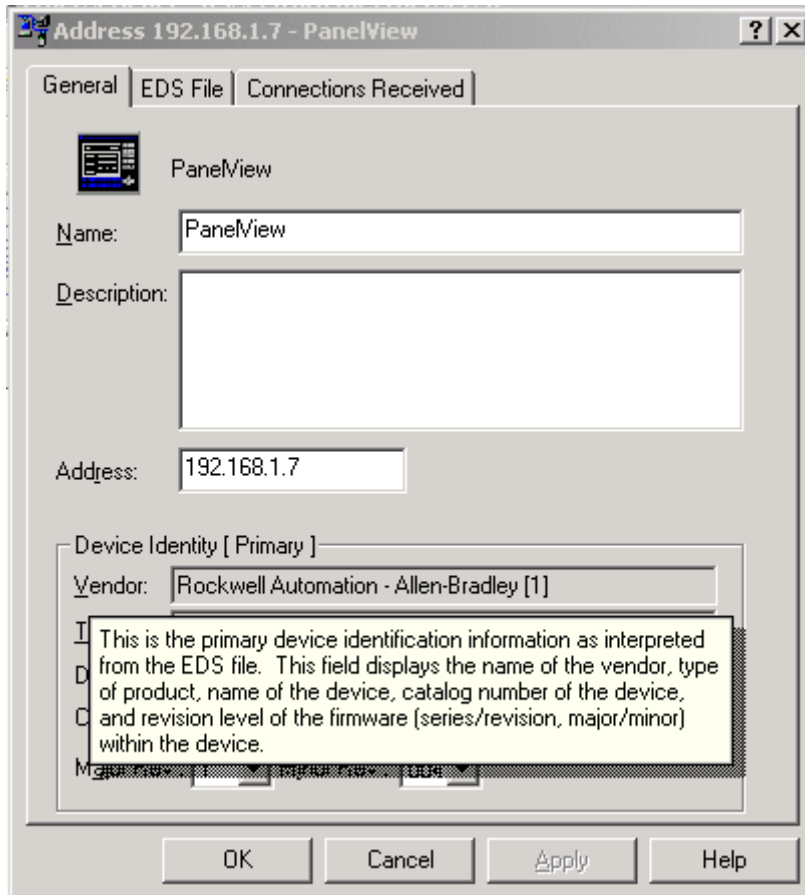 Address 192.168.1.7 - PanelView
General EDS File Connections Received
PanelView
Name: PanelView
Description:
Address: 192.168.1.7
Device Identity [ Primary ]
Vendor: Rockwell Automation - Allen-Bradley [1]
T
This is the primary device identification information as interpreted
from the EDS file. This field displays the name of the vendor, type
D
of product, name of the device, catalog number of the device,
C
and revision level of the firmware (series/revision, major/minor)
within the device.
OK Cancel Apply Help